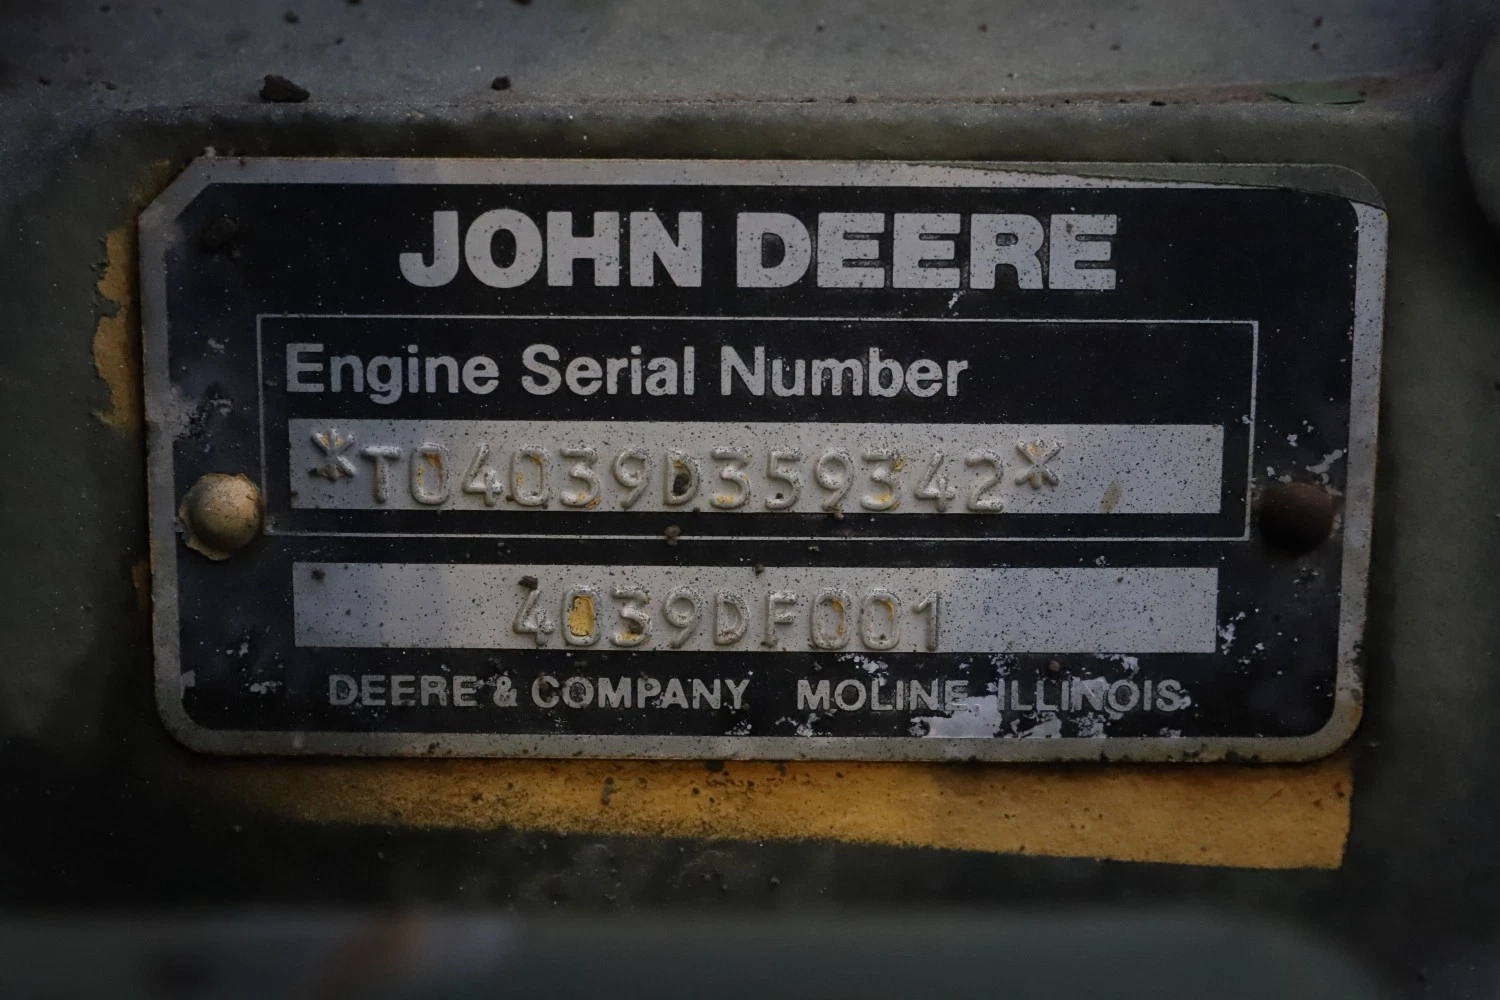 JOHN DEERE
Engine Serial Number
*T04039D359342*
4039DF001
DEERE & COMPANY MOLINE, ILLINOIS